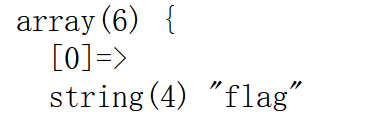 array(6) {
[0]=>
string(4) "flag"